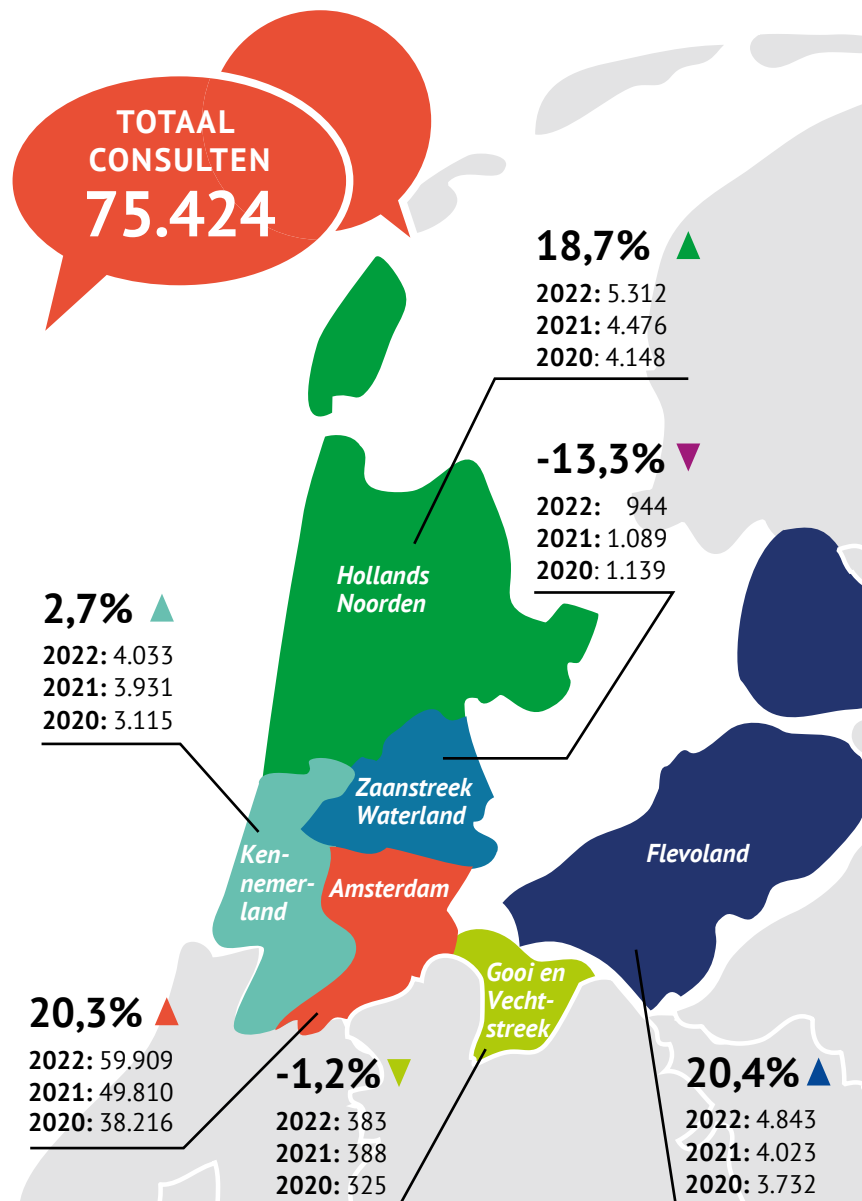 TOTAAL
CONSULTEN
75.424
18,7%
2022: 5.312
2021: 4.476
2020: 4.148
-13,3%
2022: 944
2021: 1.089
2020: 1.139
Hollands
Noorden
2,7%
2022: 4.033
2021: 3.931
2020: 3.115
Zaanstreek
Waterland
Ken-
nemer-
land
Amsterdam
Flevoland
Gooi en
Vecht-
streek
20,3%
2022: 59.909
2021: 49.810
2020: 38.216
-1,2%
2022: 383
2021: 388
2020: 325
20,4%
2022: 4.843
2021: 4.023
2020: 3.732